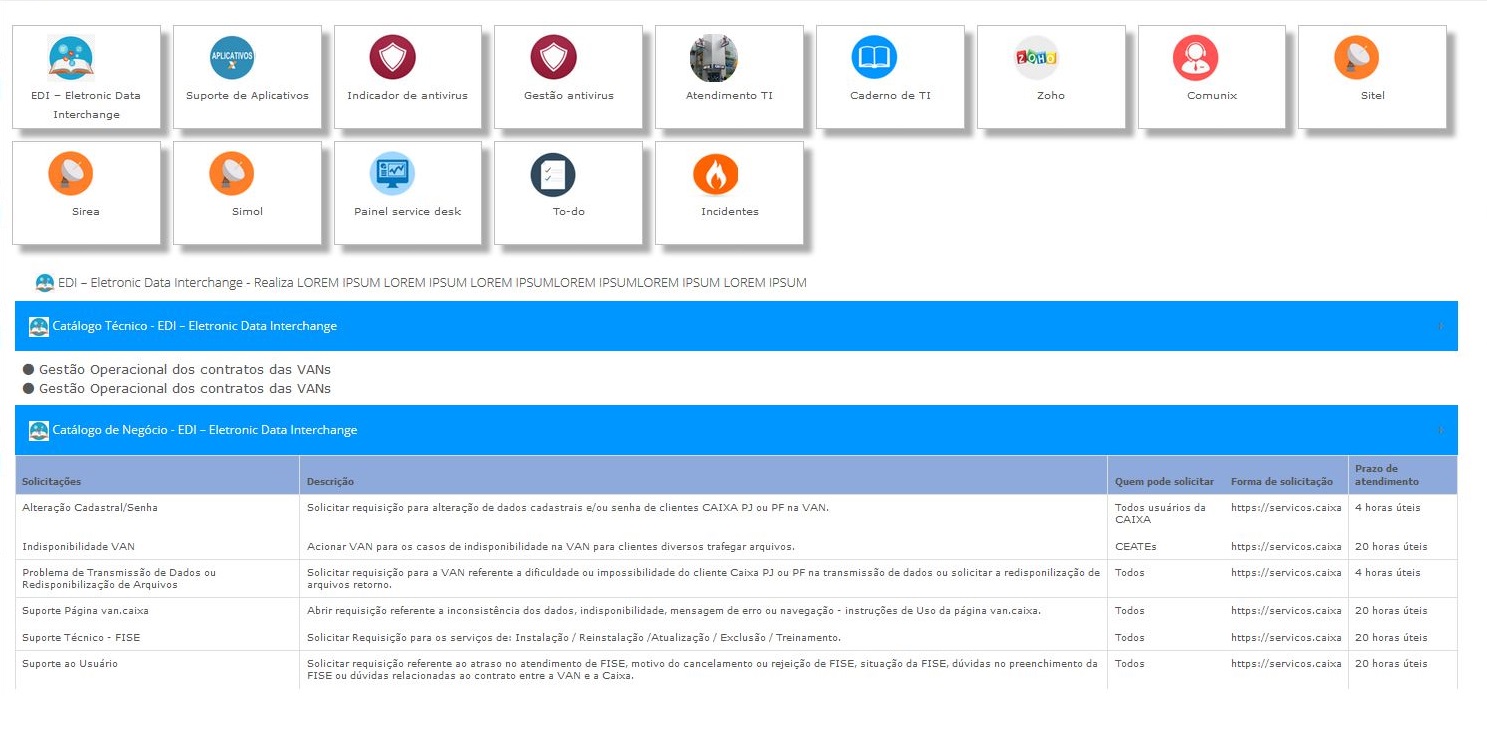 APLICATIVOS
X
ZOHO
EDI – Eletronic Data
Interchange
Suporte de Aplicativos
Indicador de antivirus
Gestão antivirus
Atendimento TI
Caderno de TI
Zoho
Comunix
Sitel
Sirea
Simol
Painel service desk
To-do
Incidentes
EDI – Eletronic Data Interchange - Realiza LOREM IPSUM LOREM IPSUM LOREM IPSUMLOREM IPSUMLOREM IPSUM LOREM IPSUM
Catálogo Técnico - EDI – Eletronic Data Interchange
● Gestão Operacional dos contratos das VANs
● Gestão Operacional dos contratos das VANs
Catálogo de Negócio - EDI – Eletronic Data Interchange
Solicitações Descrição Quem pode solicitar Forma de solicitação Prazo de
atendimento
Alteração Cadastral/Senha Solicitar requisição para alteração de dados cadastrais e/ou senha de clientes CAIXA PJ ou PF na VAN. Todos usuários da https://servicos.caixa 4 horas úteis
CAIXA
Indisponibilidade VAN Acionar VAN para os casos de indisponibilidade na VAN para clientes diversos trafegar arquivos. CEATEs https://servicos.caixa 20 horas úteis
Problema de Transmissão de Dados ou Solicitar requisição para a VAN referente a dificuldade ou impossibilidade do cliente Caixa PJ ou PF na transmissão de dados ou solicitar a redisponilização de Todos https://servicos.caixa 4 horas úteis
Redisponibilização de Arquivos arquivos retorno.
Suporte Página van.caixa Abrir requisição referente a inconsistência dos dados, indisponibilidade, mensagem de erro ou navegação - instruções de Uso da página van.caixa. Todos https://servicos.caixa 20 horas úteis
Suporte Técnico - FISE Solicitar Requisição para os serviços de: Instalação / Reinstalação /Atualização / Exclusão / Treinamento. Todos https://servicos.caixa 20 horas úteis
Suporte ao Usuário Solicitar requisição referente ao atraso no atendimento de FISE, motivo do cancelamento ou rejeição de FISE, situação da FISE, dúvidas no preenchimento da Todos https://servicos.caixa 20 horas úteis
FISE ou dúvidas relacionadas ao contrato entre a VAN e a Caixa.